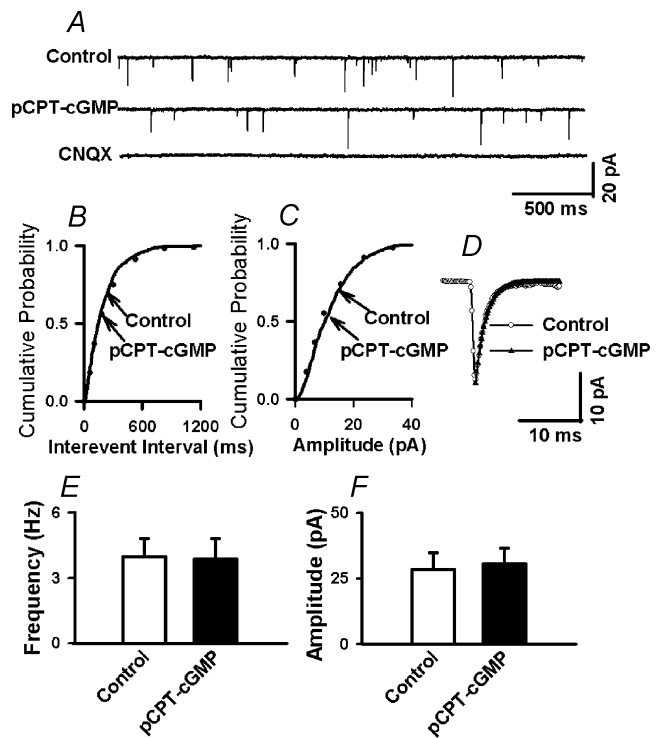 A
Control
pCPT-cGMP
CNQX
20 pA
500 ms
B
Cumulative Probability
1.0
0.5
0.0
Control
pCPT-cGMP
0 600 1200
Interevent Interval (ms)
C
Cumulative Probability
1.0
0.5
0.0
Control
pCPT-cGMP
0 20 40
Amplitude (pA)
D
Control
pCPT-cGMP
10 pA
10 ms
E
Frequency (Hz)
6
3
0
Control
pCPT-cGMP
F
Amplitude (pA)
50
25
0
Control
pCPT-cGMP